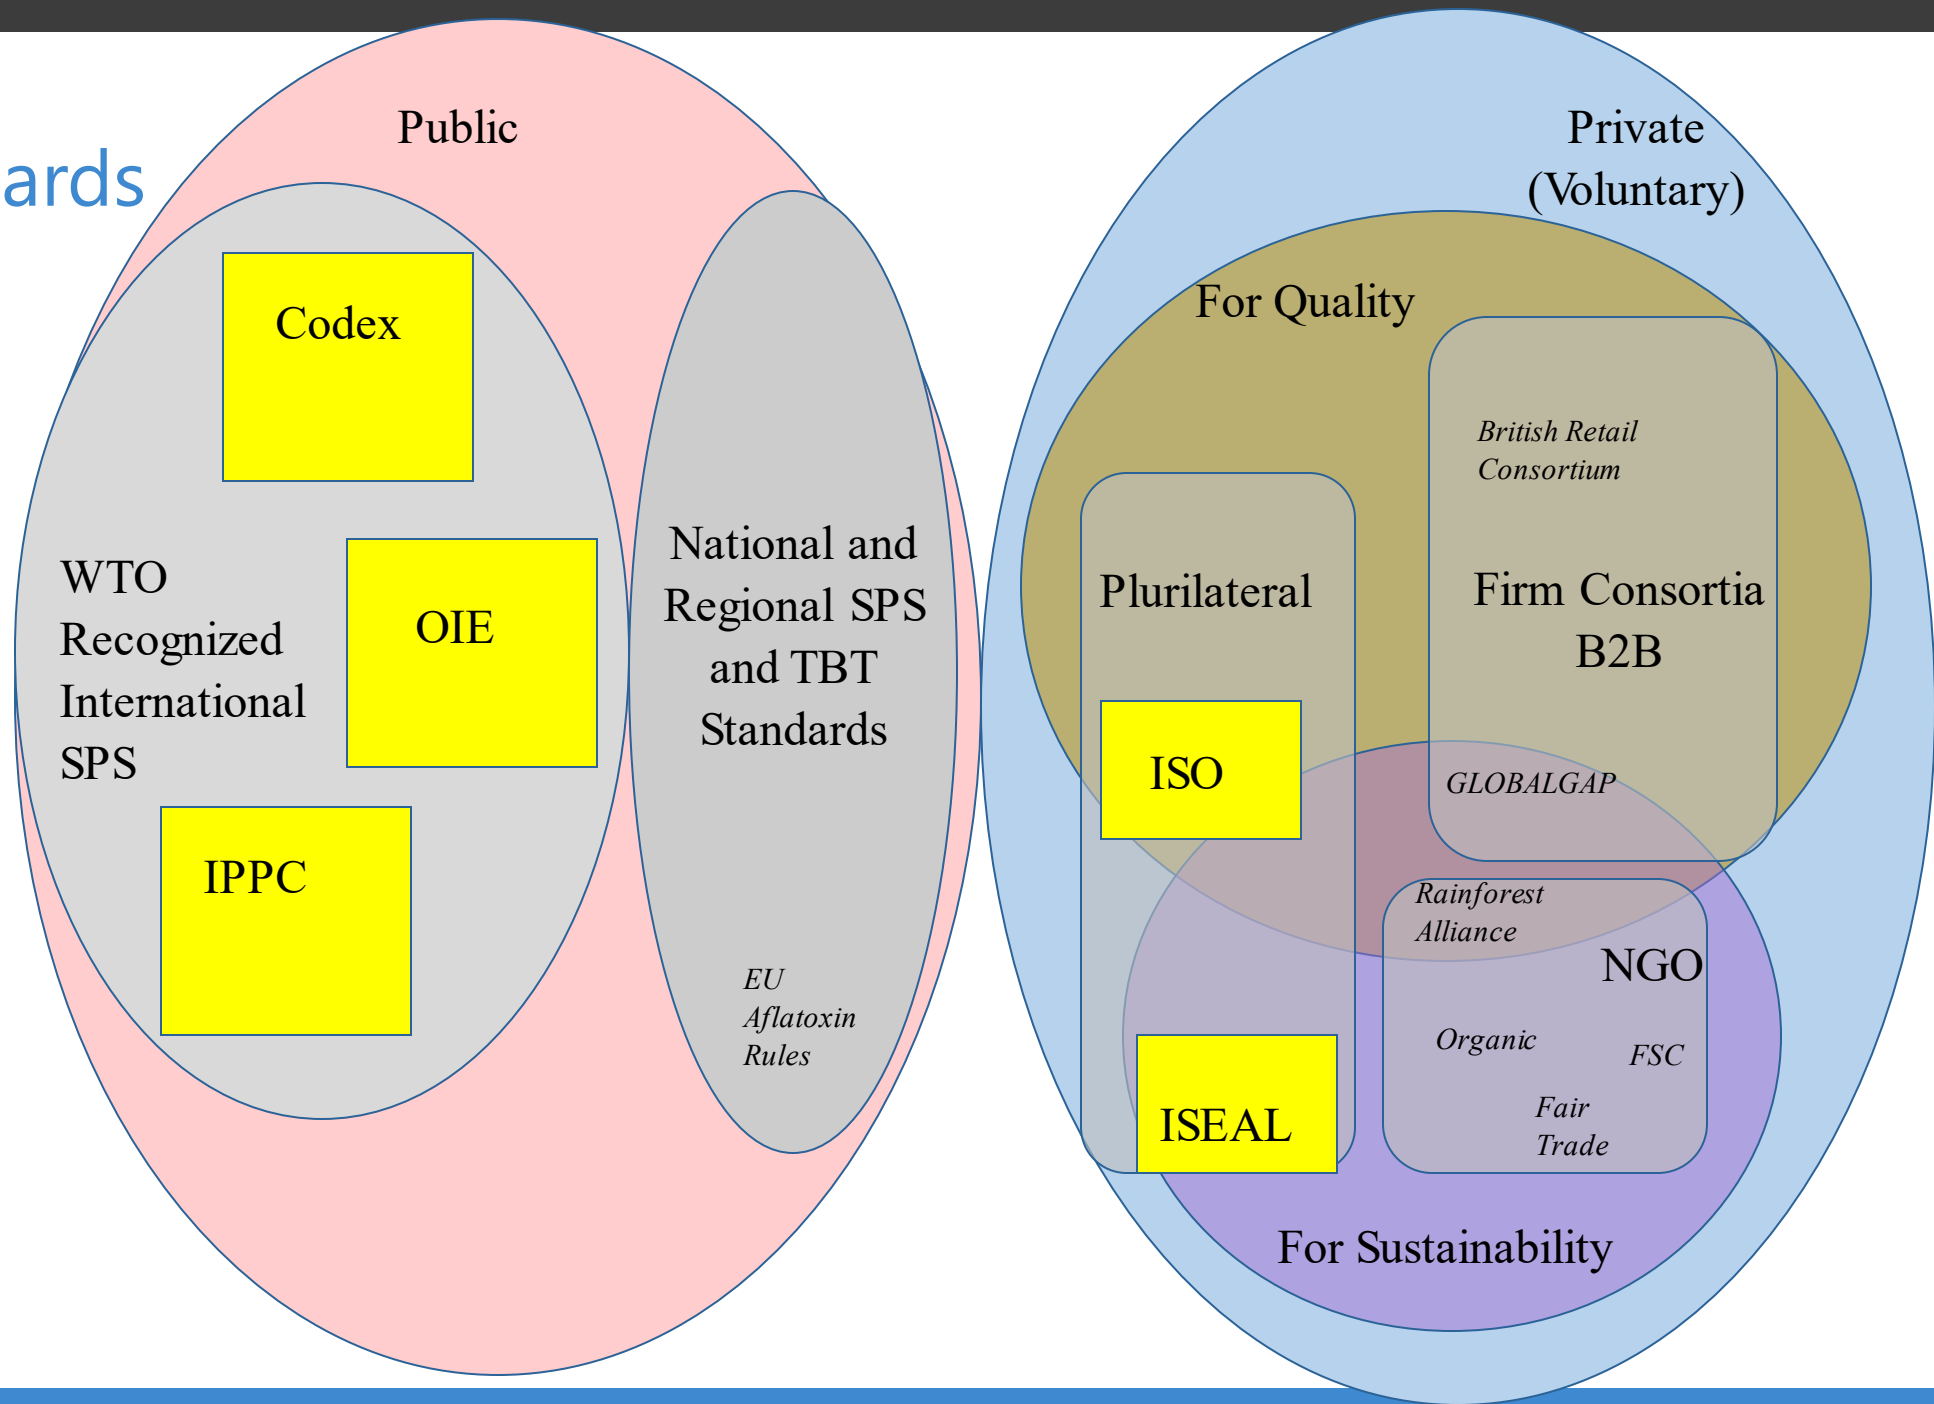 ards
Public
Codex
WTO
Recognized
International
SPS
OIE
IPPC
National and
Regional SPS
and TBT
Standards
EU
Aflatoxin
Rules
Private
(Voluntary)
For Quality
British Retail
Consortium
Plurilateral
Firm Consortia
B2B
ISO
GLOBALGAP
Rainforest
Alliance
NGO
Organic
FSC
Fair
Trade
ISEAL
For Sustainability